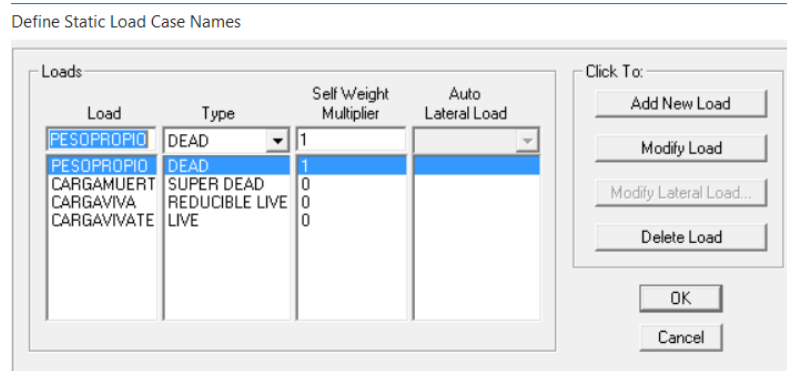 Define Static Load Case Names
Loads
Click To:
Load Type Self Weight Multiplier Auto Lateral Load
PESOPROPIO DEAD 1
PESOPROPIO DEAD 1
CARGAMUERT SUPER DEAD 0
CARGAVIVA REDUCIBLE LIVE 0
CARGAVIVATE LIVE 0
Add New Load
Modify Load
Modify Lateral Load...
Delete Load
OK
Cancel